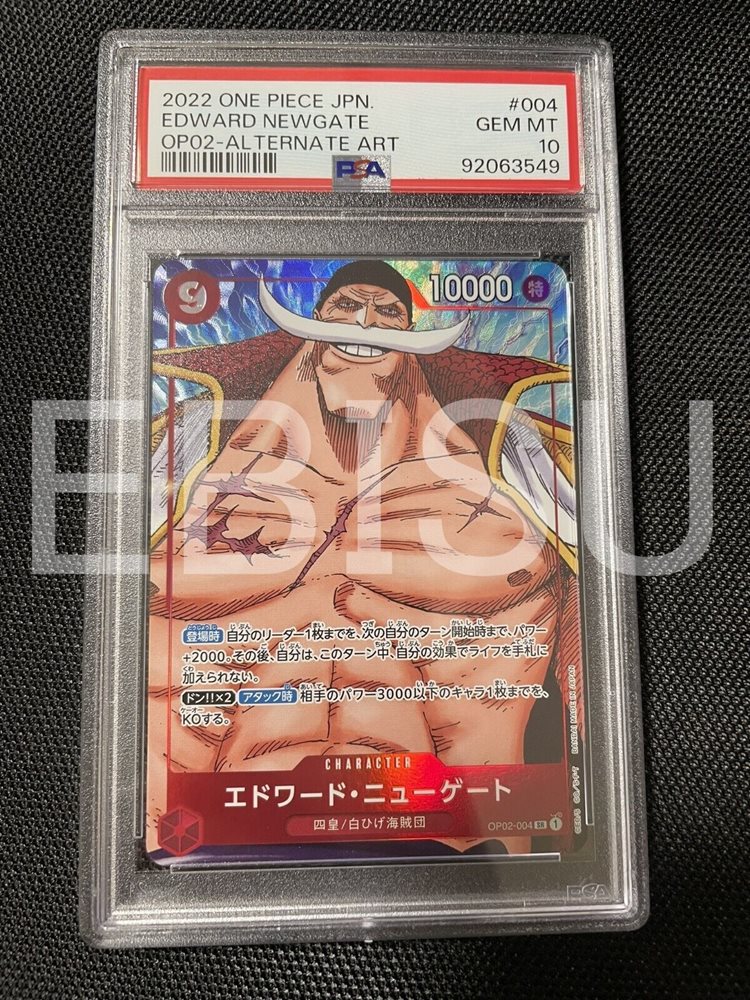 2022 ONE PIECE JPN. #004
EDWARD NEWGATE GEM MT
OP02-ALTERNATE ART 10
PSA 92063549
9
10000 特
EBISU
登場時 自分のリーダー1枚までを、次の自分のターン開始時まで、パワー
+2000。その後、自分は、このターン中、自分の効果でライフを手札に
加えられない。
ドン!!×2 アタック時 相手のパワー3000以下のキャラ1枚までを、
KOする。
CHARACTER
エドワード・ニューゲート
四皇/白ひげ海賊団
OP02-004 SR 1
BANDAI MADE IN JAPAN
PSA